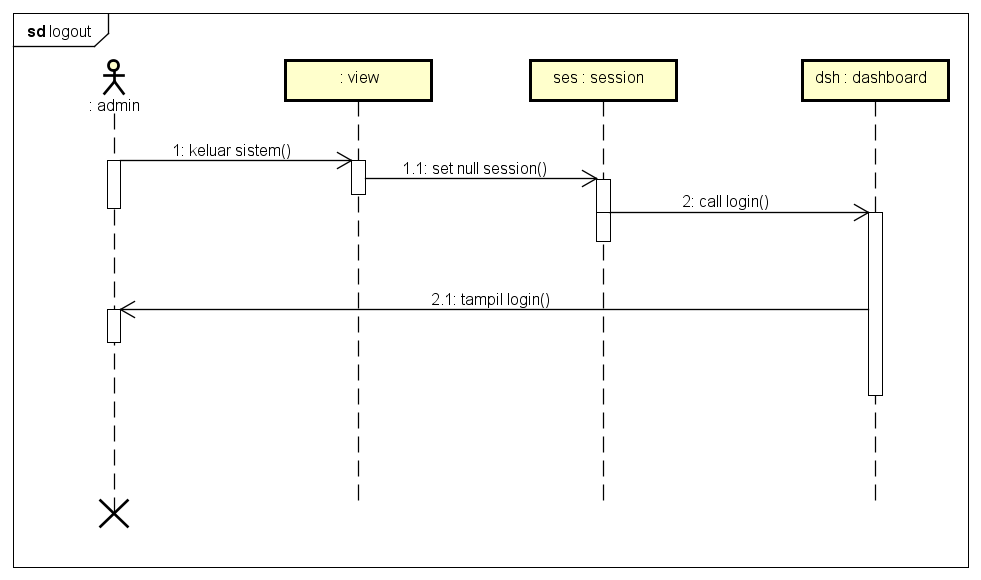 sd logout
: admin
: view
ses : session
dsh : dashboard
1: keluar sistem()
1.1: set null session()
2: call login()
2.1: tampil login()